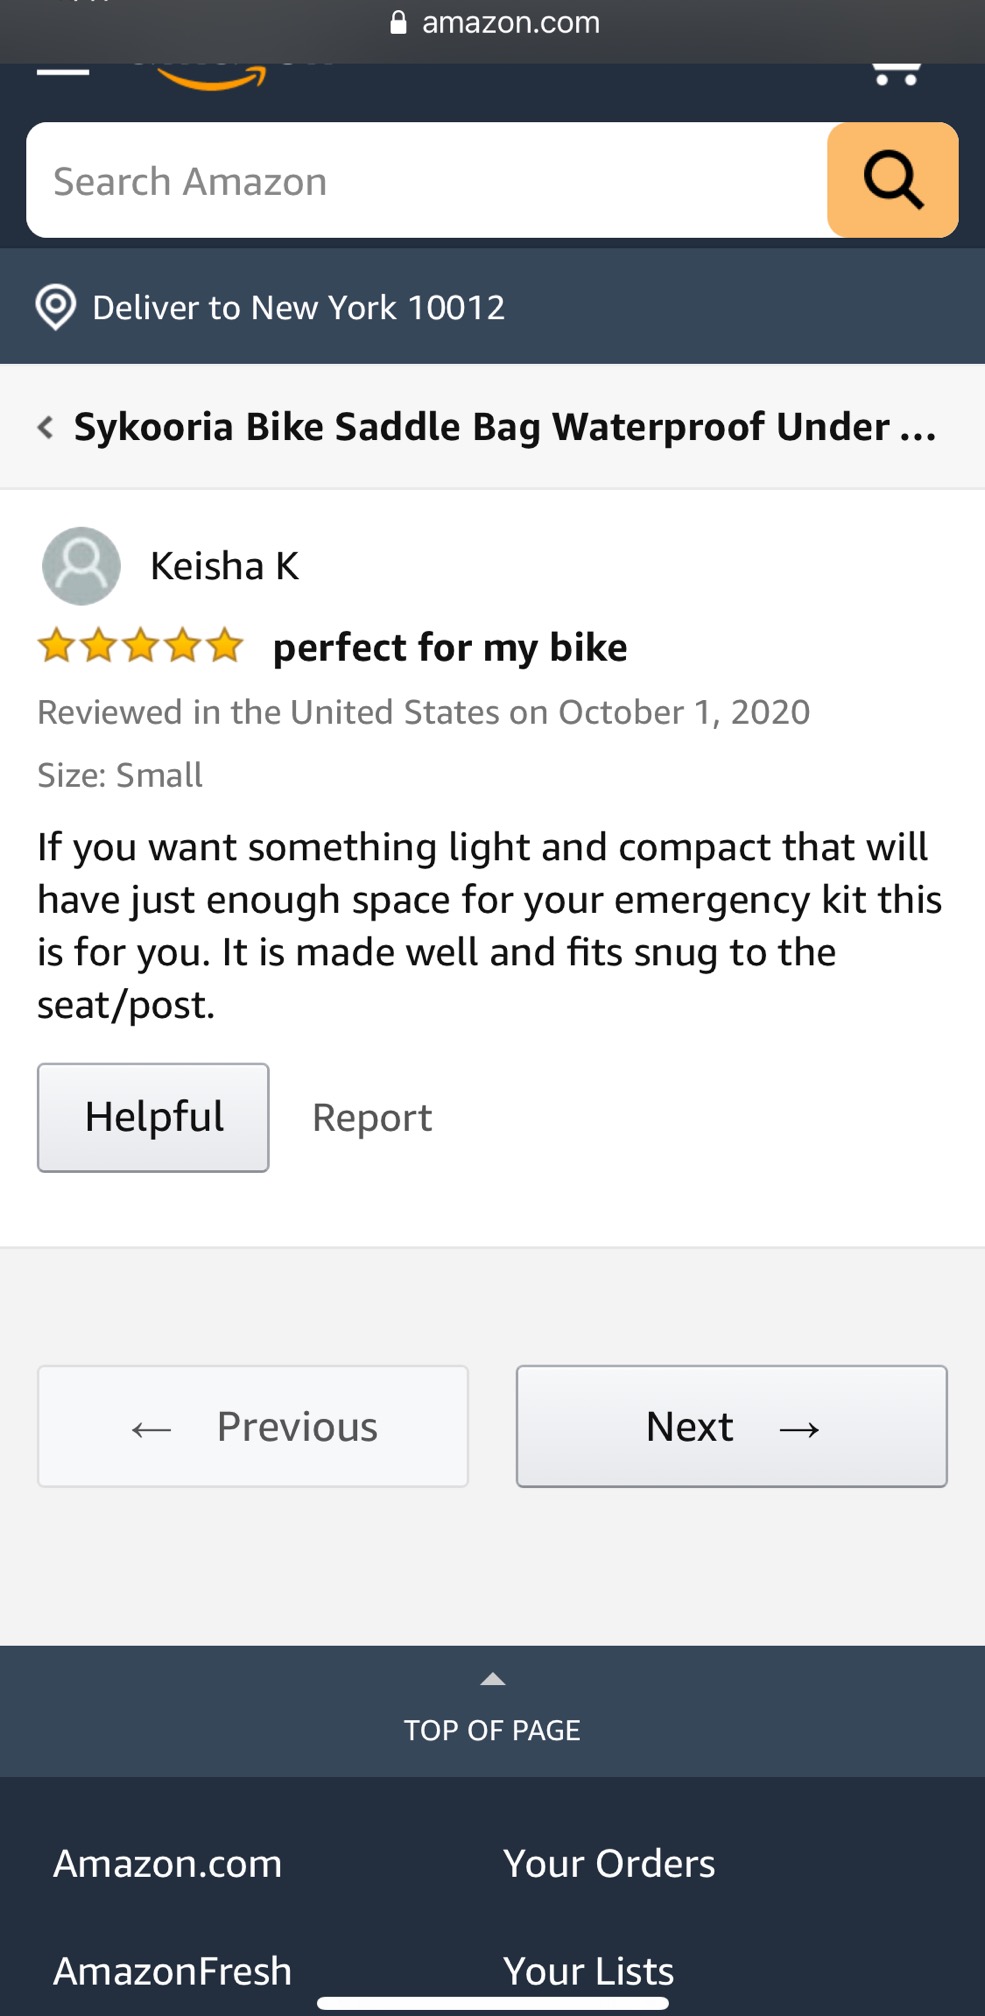 amazon.com
Search Amazon
Deliver to New York 10012
Sykooria Bike Saddle Bag Waterproof Under ...
Keisha K
perfect for my bike
Reviewed in the United States on October 1, 2020
Size: Small
If you want something light and compact that will
have just enough space for your emergency kit this
is for you. It is made well and fits snug to the
seat/post.
Helpful Report
← Previous Next →
TOP OF PAGE
Amazon.com Your Orders
AmazonFresh Your Lists